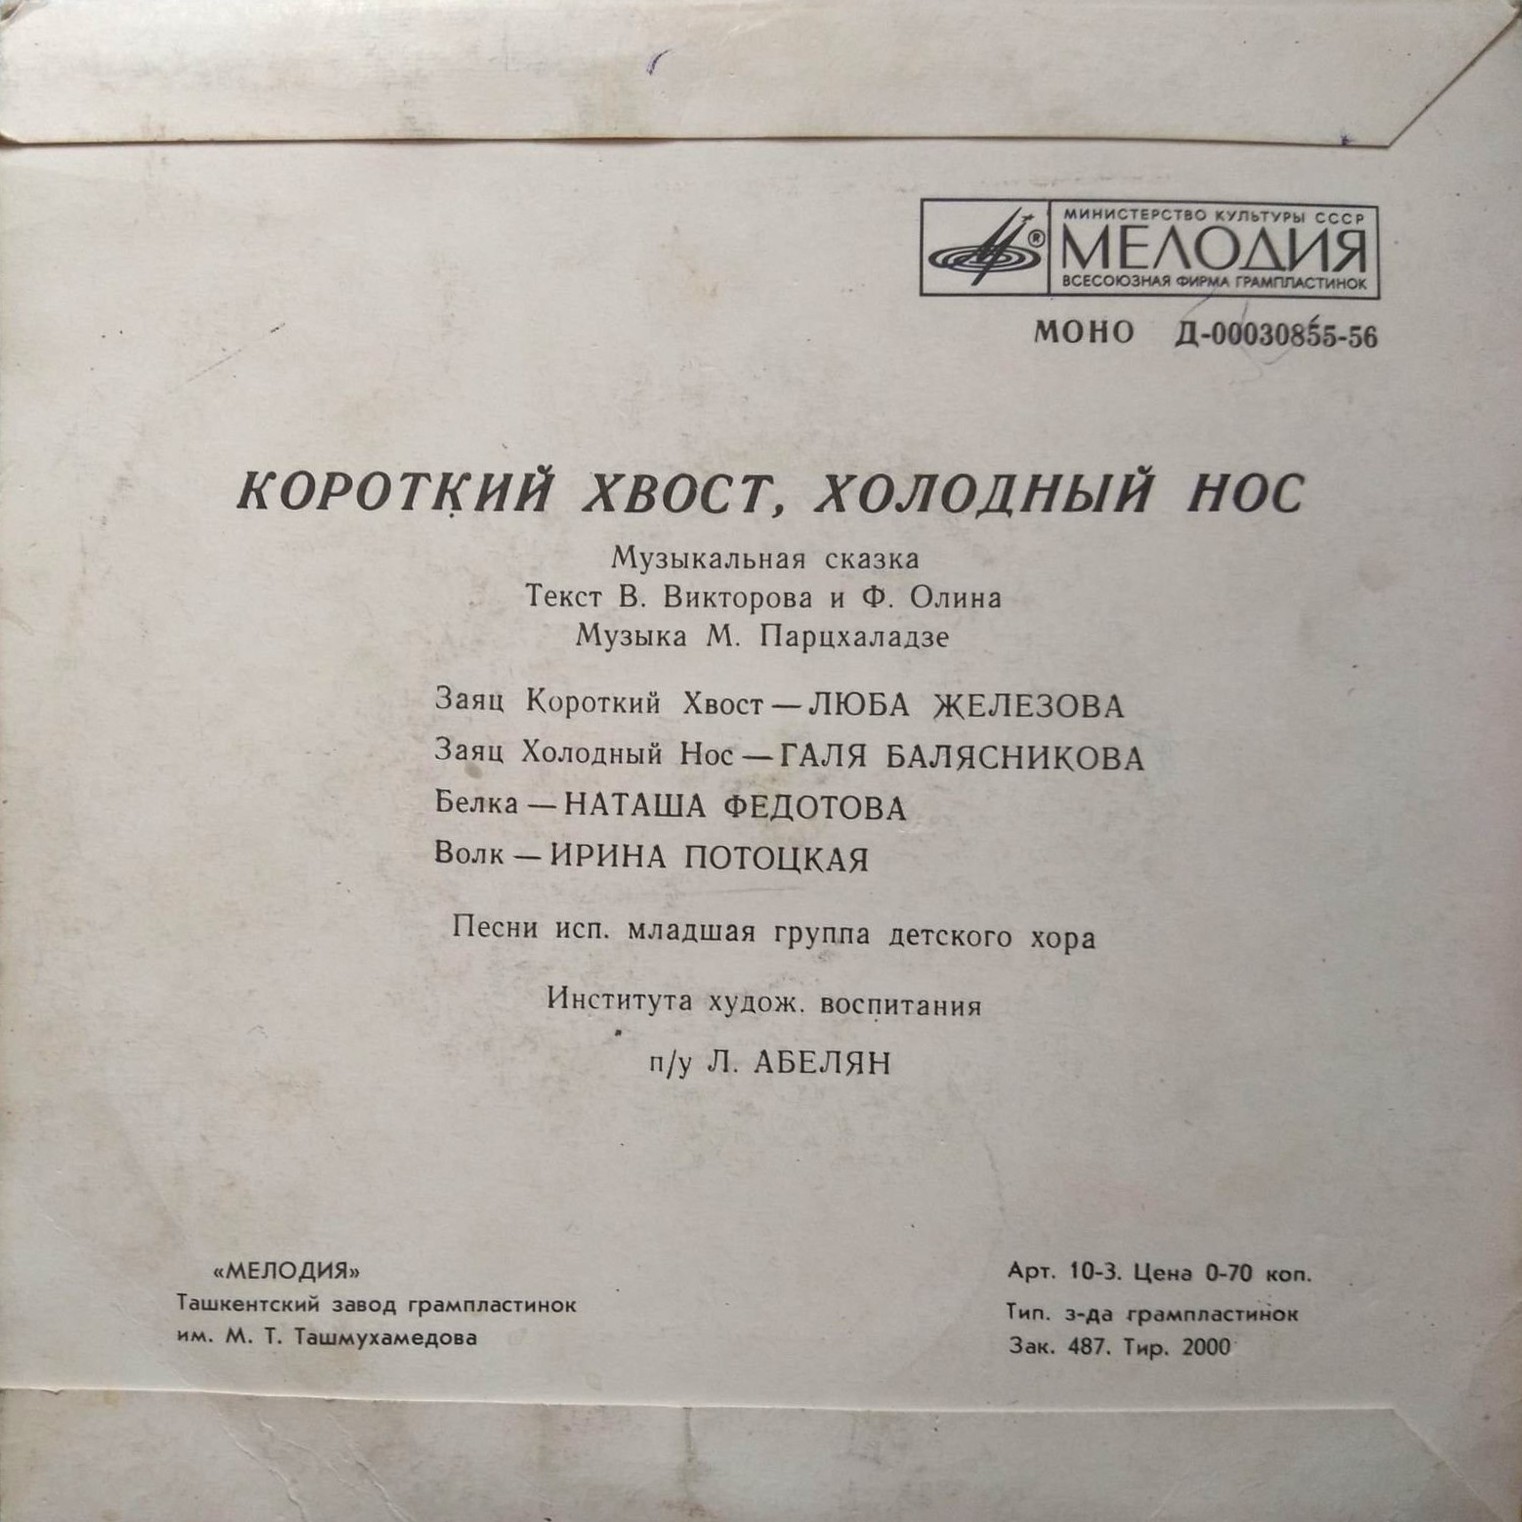 МИНИСТЕРСТВО КУЛЬТУРЫ СССР
МЕЛОДИЯ
®
ВСЕСОЮЗНАЯ ФИРМА ГРАМПЛАСТИНОК
МОНО Д-00030855-56
КОРОТКИЙ ХВОСТ, ХОЛОДНЫЙ НОС
Музыкальная сказка
Текст В. Викторова и Ф. Олина
Музыка М. Парцхаладзе
Заяц Короткий Хвост — ЛЮБА ЖЕЛЕЗОВА
Заяц Холодный Нос — ГАЛЯ БАЛЯСНИКОВА
Белка — НАТАША ФЕДОТОВА
Волк — ИРИНА ПОТОЦКАЯ
Песни исп. младшая группа детского хора
Института худож. воспитания
п/у Л. АБЕЛЯН
«МЕЛОДИЯ»
Ташкентский завод грампластинок
им. М. Т. Ташмухамедова
Арт. 10-3. Цена 0-70 коп.
Тип. з-да грампластинок
Зак. 487. Тир. 2000